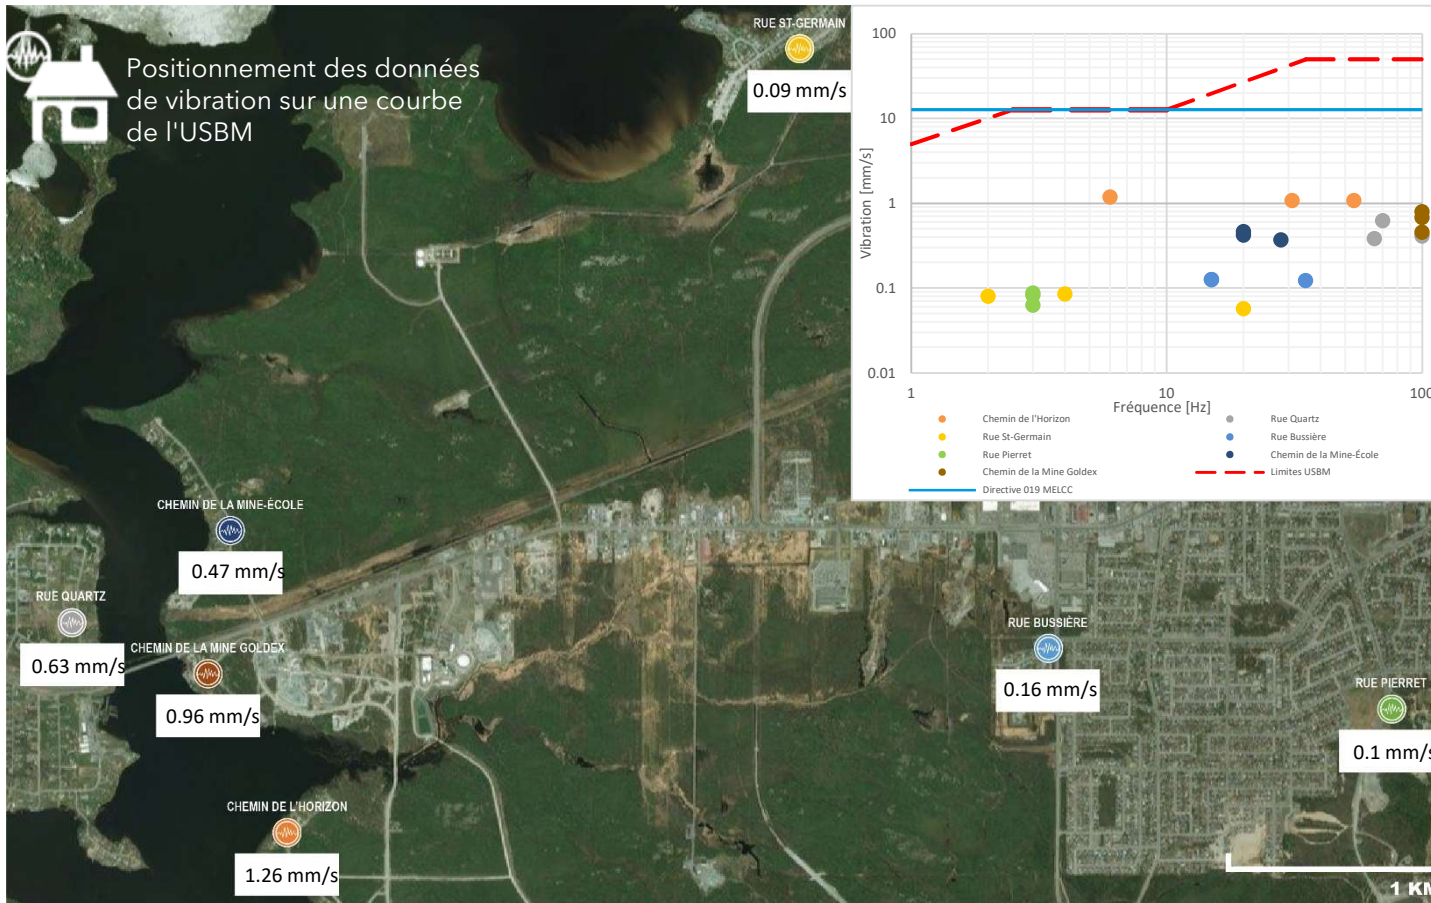 Positionnement des données
de vibration sur une courbe
de l'USBM
RUE ST-GERMAIN
0.09 mm/s
CHEMIN DE LA MINE-ÉCOLE
0.47 mm/s
RUE QUARTZ
0.63 mm/s
CHEMIN DE LA MINE GOLDEX
0.96 mm/s
CHEMIN DE L'HORIZON
1.26 mm/s
RUE BUSSIÈRE
0.16 mm/s
RUE PIERRET
0.1 mm/s
1 KM
Vibration [mm/s]
100
10
1
0.1
0.01
1
10
100
Fréquence [Hz]
Chemin de l'Horizon
Rue Quartz
Rue St-Germain
Rue Bussière
Rue Pierret
Chemin de la Mine-École
Chemin de la Mine Goldex
Limites USBM
Directive 019 MELCC